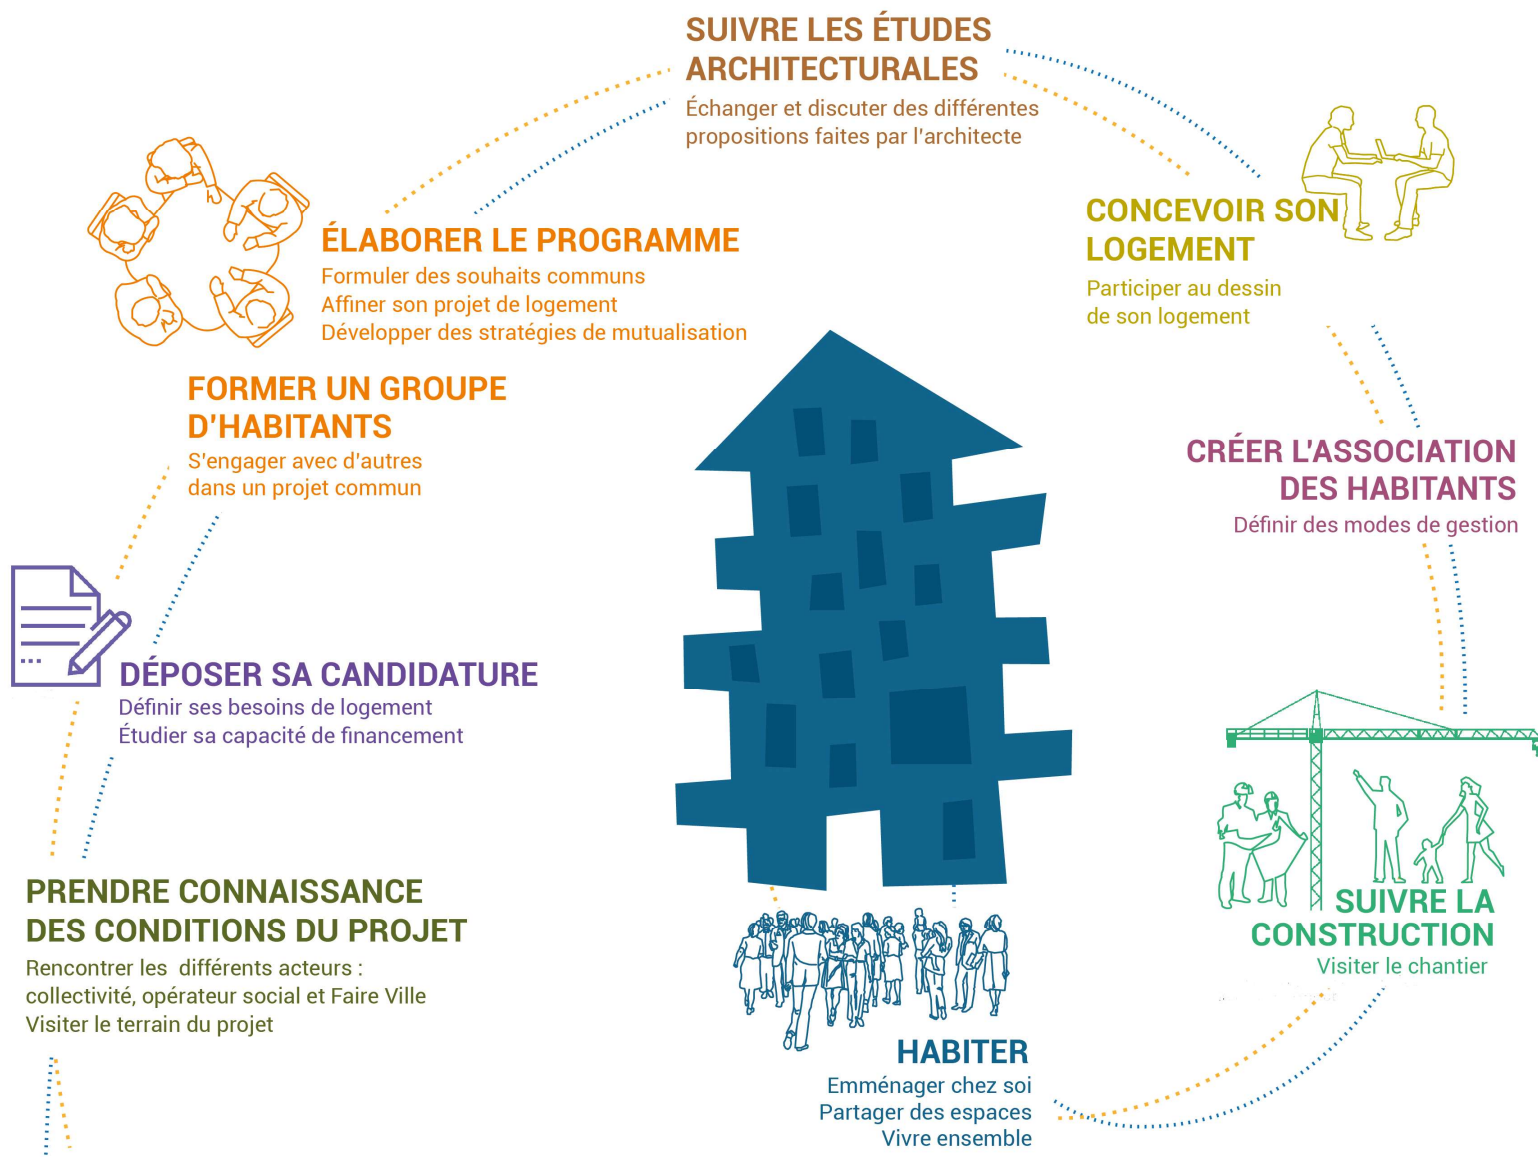 SUIVRE LES ÉTUDES
ARCHITECTURALES
Échanger et discuter des différentes
propositions faites par l'architecte
CONCEVOIR SON
LOGEMENT
Participer au dessin
de son logement
ÉLABORER LE PROGRAMME
Formuler des souhaits communs
Affiner son projet de logement
Développer des stratégies de mutualisation
FORMER UN GROUPE
D'HABITANTS
S'engager avec d'autres
dans un projet commun
CRÉER L'ASSOCIATION
DES HABITANTS
Définir des modes de gestion
DÉPOSER SA CANDIDATURE
Définir ses besoins de logement
Étudier sa capacité de financement
PRENDRE CONNAISSANCE
DES CONDITIONS DU PROJET
Rencontrer les différents acteurs :
collectivité, opérateur social et Faire Ville
Visiter le terrain du projet
SUIVRE LA
CONSTRUCTION
Visiter le chantier
HABITER
Emménager chez soi
Partager des espaces
Vivre ensemble